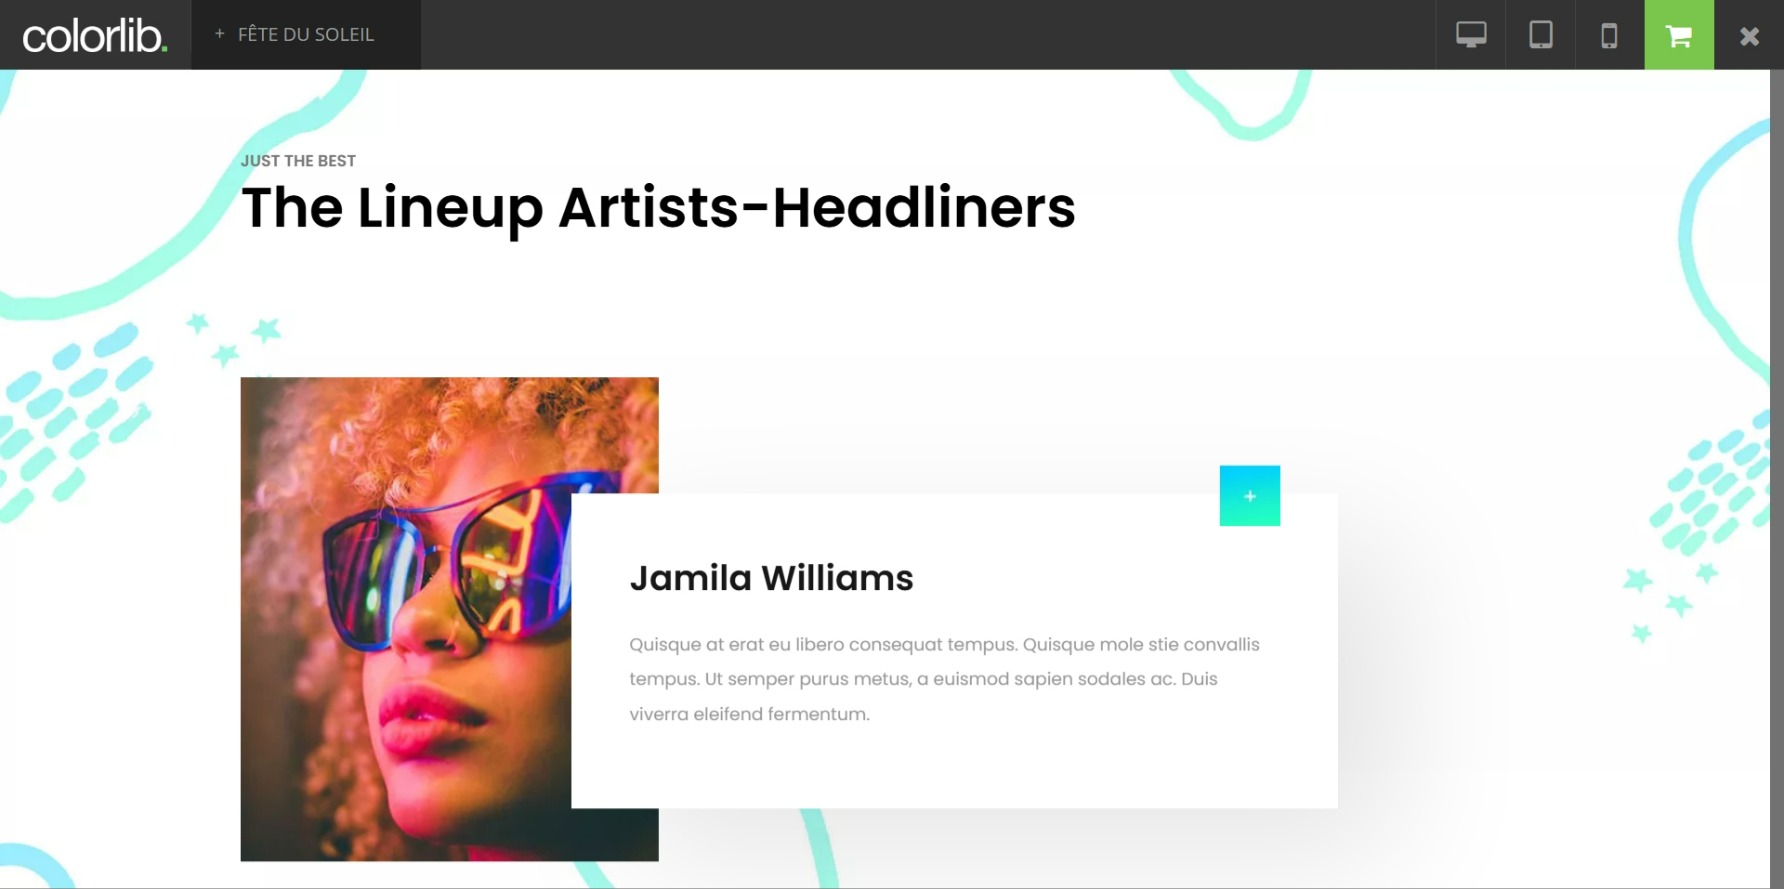 colorlib.
+ FÊTE DU SOLEIL
JUST THE BEST
The Lineup Artists-Headliners
+
Jamila Williams
Quisque at erat eu libero consequat tempus. Quisque mole stie convallis
tempus. Ut semper purus metus, a euismod sapien sodales ac. Duis
viverra eleifend fermentum.